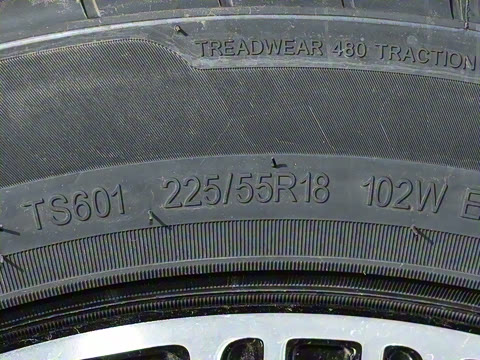 TREADWEAR 480 TRACTION
TS601 225/55R18 102W E